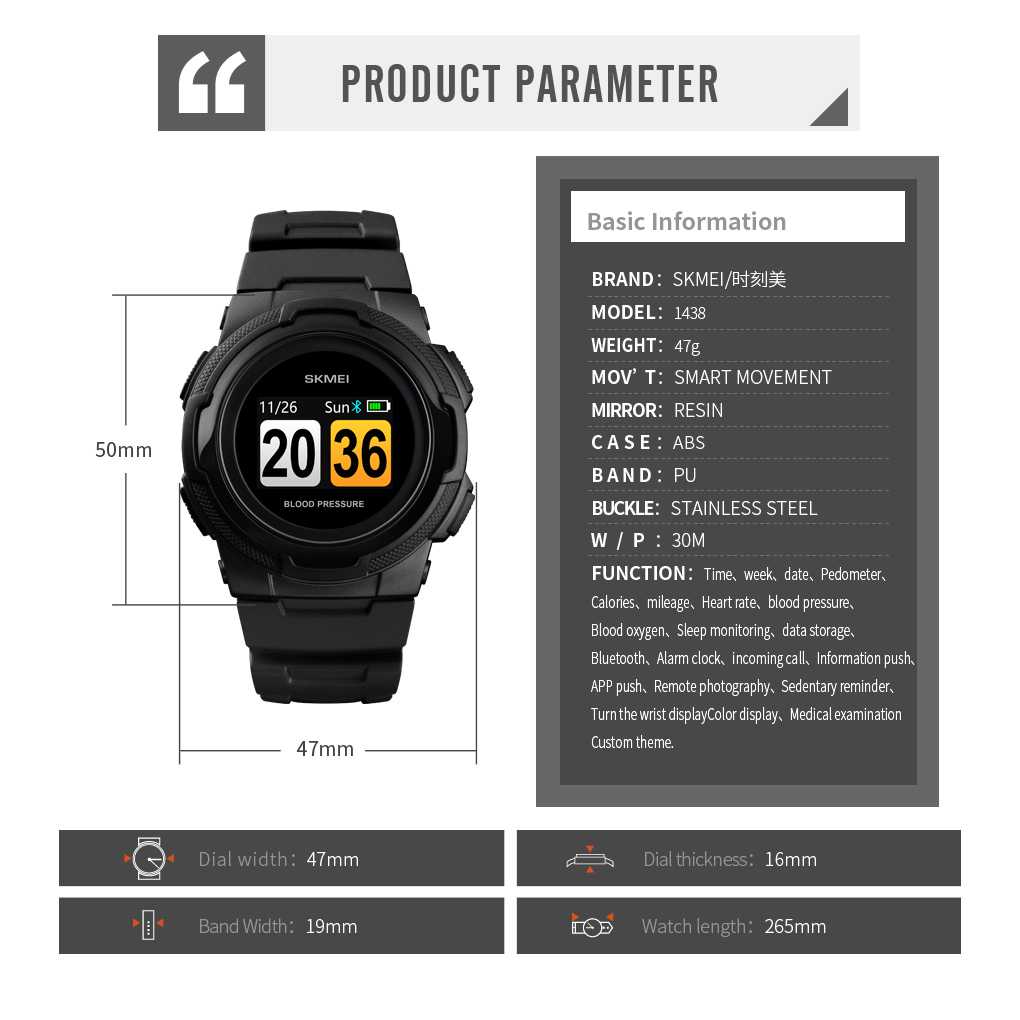 PRODUCT PARAMETER
Basic Information
BRAND： SKMEI/时刻美
MODEL： 1438
WEIGHT： 47g
MOV’ T： SMART MOVEMENT
MIRROR： RESIN
CASE： ABS
BAND： PU
BUCKLE： STAINLESS STEEL
W / P ： 30M
FUNCTION： Time、week、date、Pedometer、
Calories、mileage、Heart rate、blood pressure、
Blood oxygen、Sleep monitoring、data storage、
Bluetooth、Alarm clock、incoming call、Information push、
APP push、Remote photography、Sedentary reminder、
Turn the wrist displayColor display、Medical examination
Custom theme.
SKMEI
11/26 Sun
20 36
BLOOD PRESSURE
50mm
47mm
Dial width： 47mm
Dial thickness： 16mm
Band Width： 19mm
Watch length： 265mm